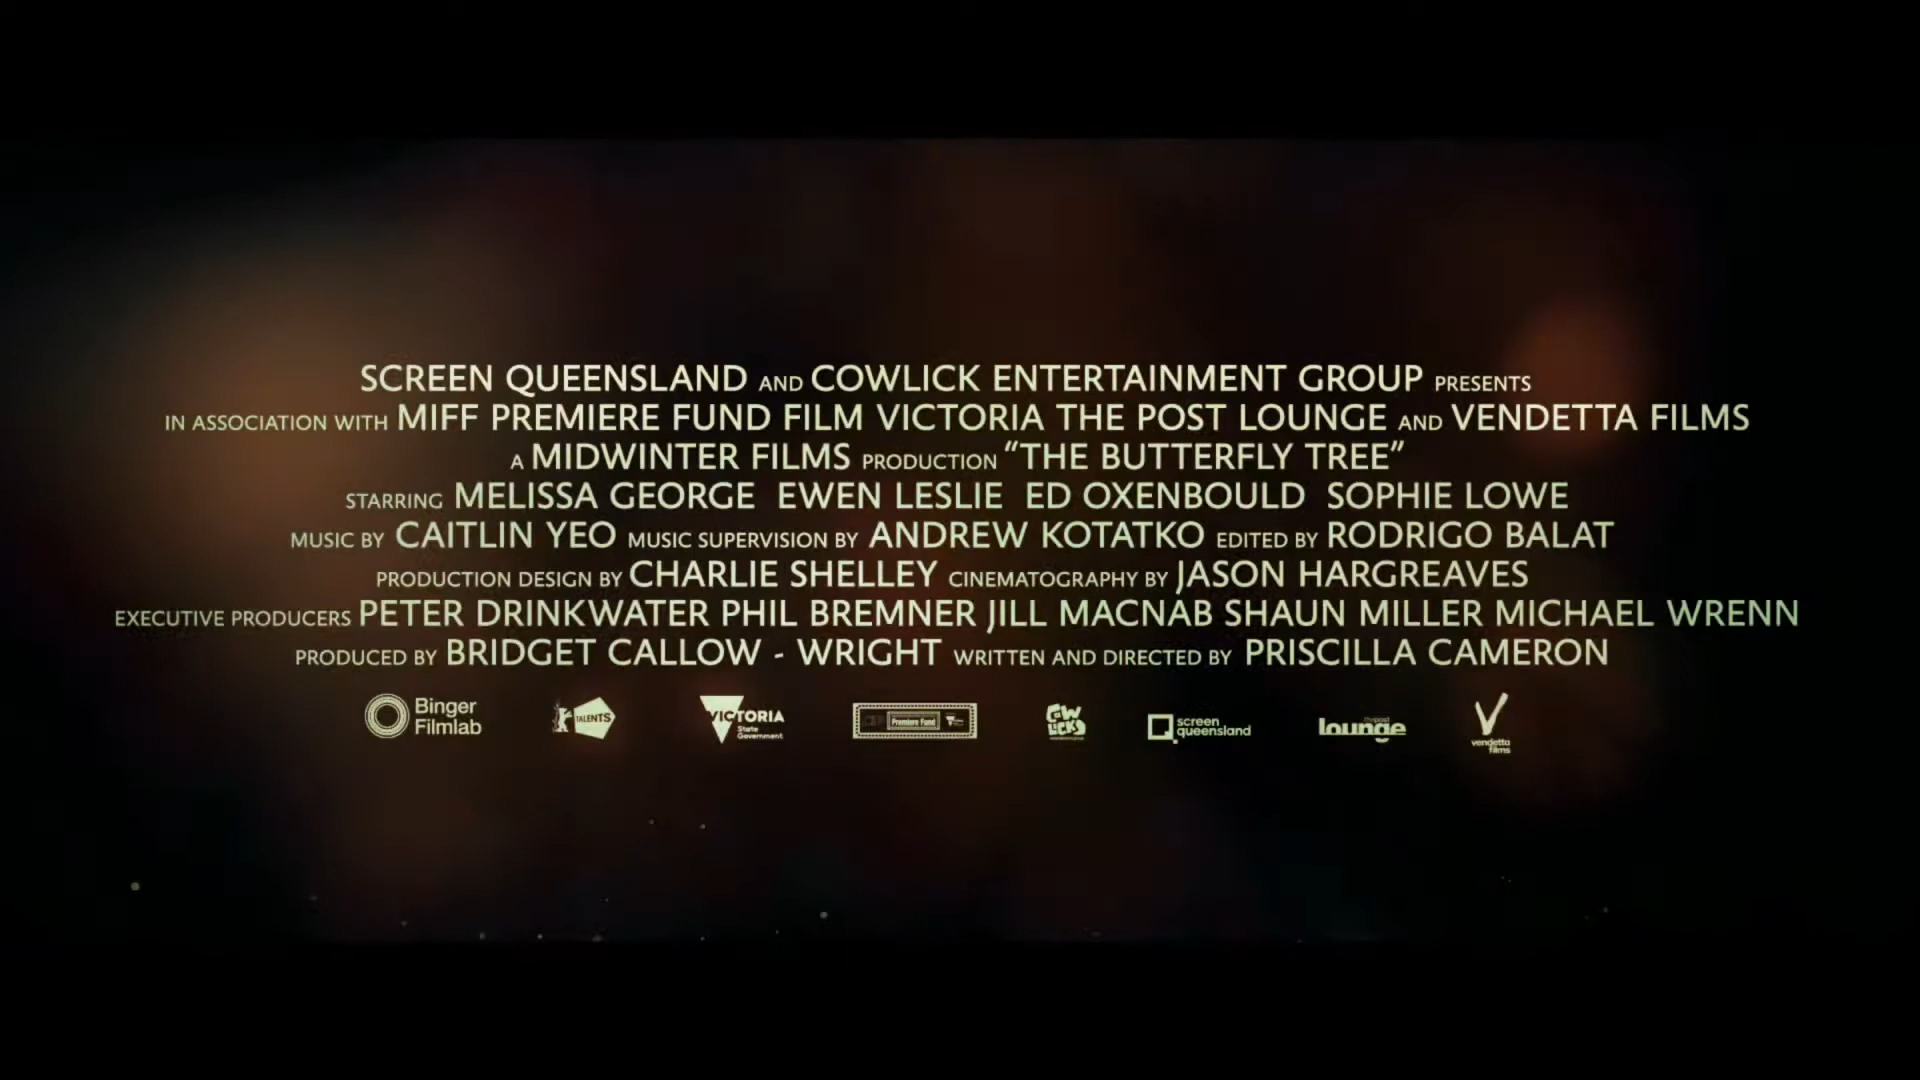 SCREEN QUEENSLAND AND COWLICK ENTERTAINMENT GROUP PRESENTS
IN ASSOCIATION WITH MIFF PREMIERE FUND FILM VICTORIA THE POST LOUNGE AND VENDETTA FILMS
A MIDWINTER FILMS PRODUCTION “THE BUTTERFLY TREE”
STARRING MELISSA GEORGE EWEN LESLIE ED OXENBOULD SOPHIE LOWE
MUSIC BY CAITLIN YEO MUSIC SUPERVISION BY ANDREW KOTATKO EDITED BY RODRIGO BALAT
PRODUCTION DESIGN BY CHARLIE SHELLEY CINEMATOGRAPHY BY JASON HARGREAVES
EXECUTIVE PRODUCERS PETER DRINKWATER PHIL BREMNER JILL MACNAB SHAUN MILLER MICHAEL WRENN
PRODUCED BY BRIDGET CALLOW - WRIGHT WRITTEN AND DIRECTED BY PRISCILLA CAMERON
Binger
Filmlab
TALENTS
VICTORIA
State
Government
Premiere Fund
COW
LICK
screen
queensland
lounge
vendetta
films